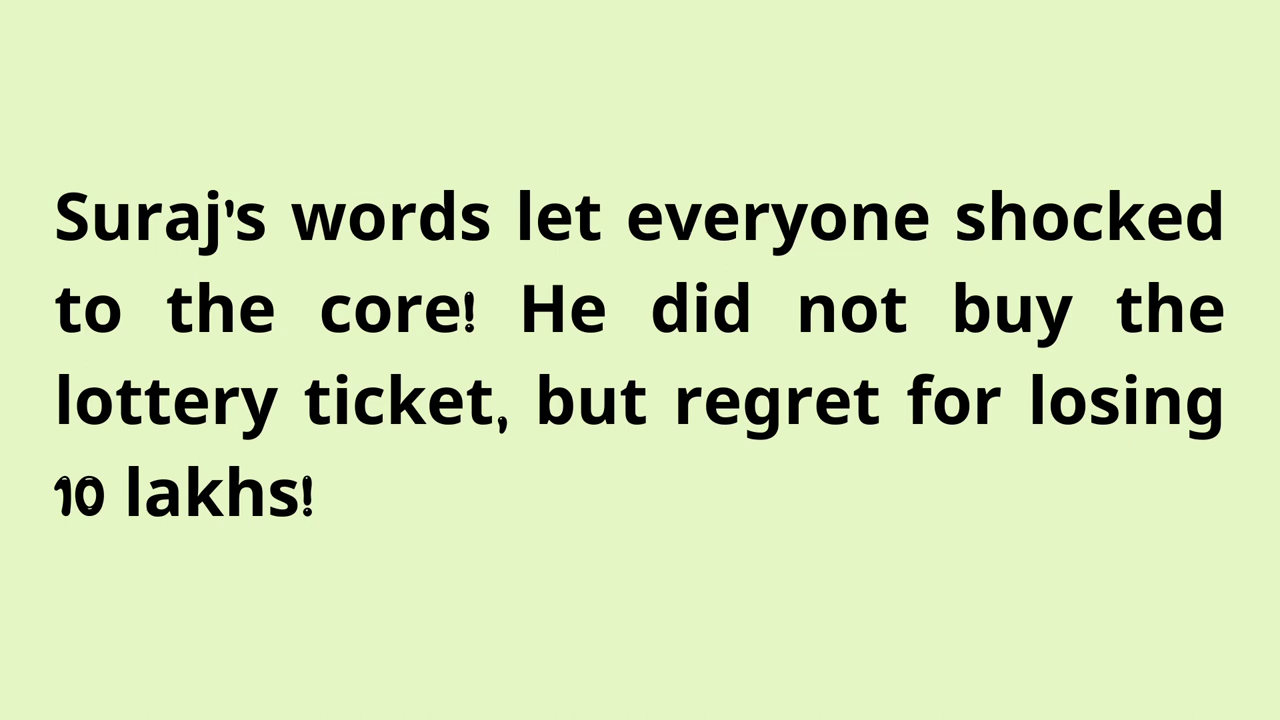 Suraj's words let everyone shocked
to the core! He did not buy the
lottery ticket, but regret for losing
10 lakhs!